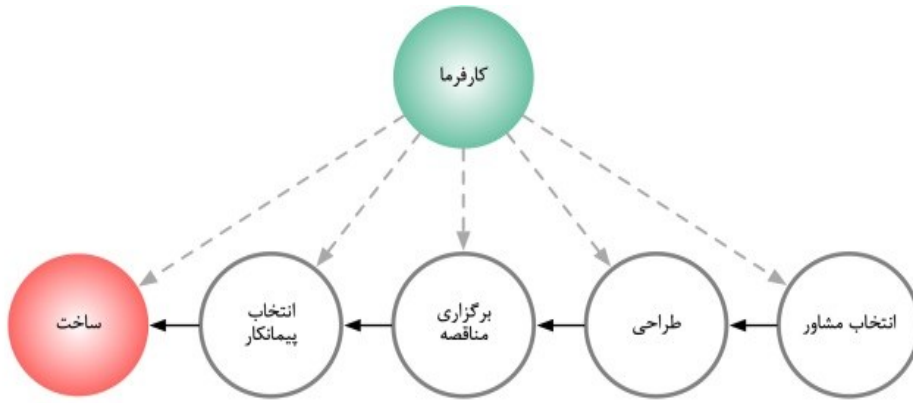 کارفرما
انتخاب مشاور
طراحی
برگزاری
مناقصه
انتخاب
پیمانکار
ساخت